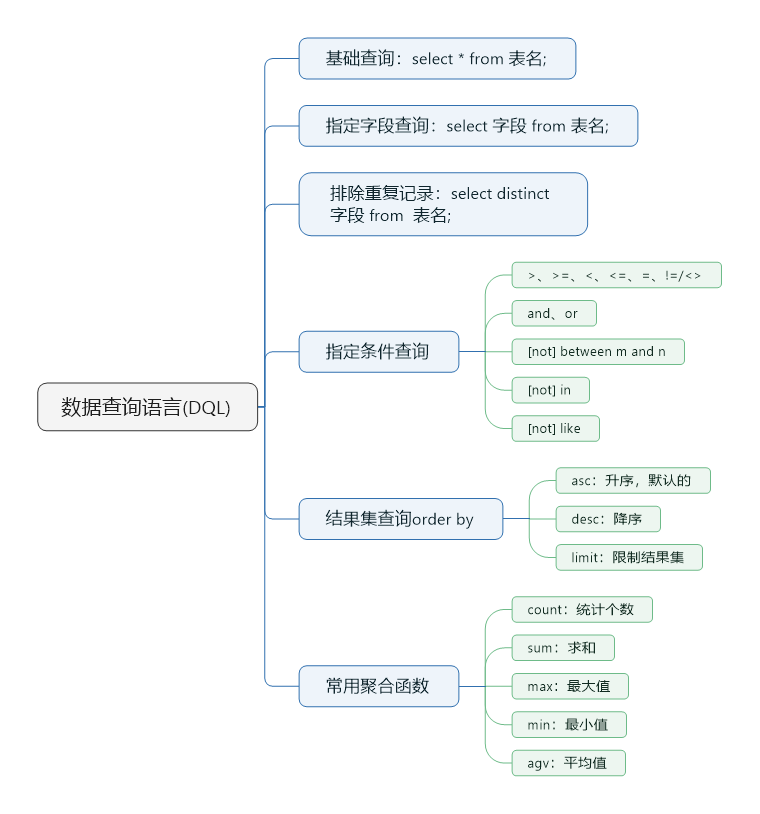 数据查询语言(DQL)
基础查询：select * from 表名;
指定字段查询：select 字段 from 表名;
排除重复记录：select distinct
字段 from  表名;
指定条件查询
>、>=、<、<=、=、!=/<>
and、or
[not] between m and n
[not] in
[not] like
结果集查询order by
asc：升序，默认的
desc：降序
limit：限制结果集
常用聚合函数
count：统计个数
sum：求和
max：最大值
min：最小值
agv：平均值